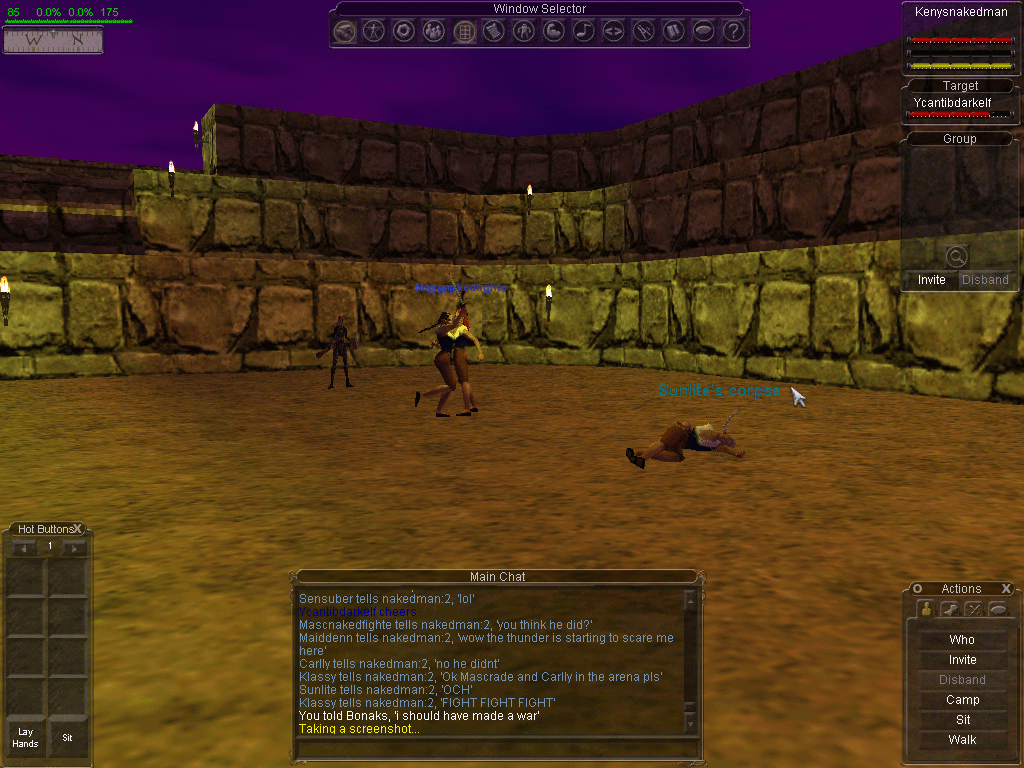 85 0.0% 0.0% 175
Window Selector
W N
Kenysnakedman
Target
Ycantibdarkelf
Group
Invite Disband
Sunlite's corpse
Hot Buttons X
1
Lay Hands
Sit
Main Chat
Sensuber tells nakedman:2, 'lol'
Ycantibdarkelf cheers.
Mascnakedfighte tells nakedman:2, 'you think he did?'
Maiddenn tells nakedman:2, 'wow the thunder is starting to scare me
here'
Carlly tells nakedman:2, 'no he didnt'
Klassy tells nakedman:2, 'Ok Mascrade and Carlly in the arena pls'
Sunlite tells nakedman:2, 'OCH'
Klassy tells nakedman:2, 'FIGHT FIGHT FIGHT'
You told Bonaks, 'i should have made a war'
Taking a screenshot...
Actions X
Who
Invite
Disband
Camp
Sit
Walk